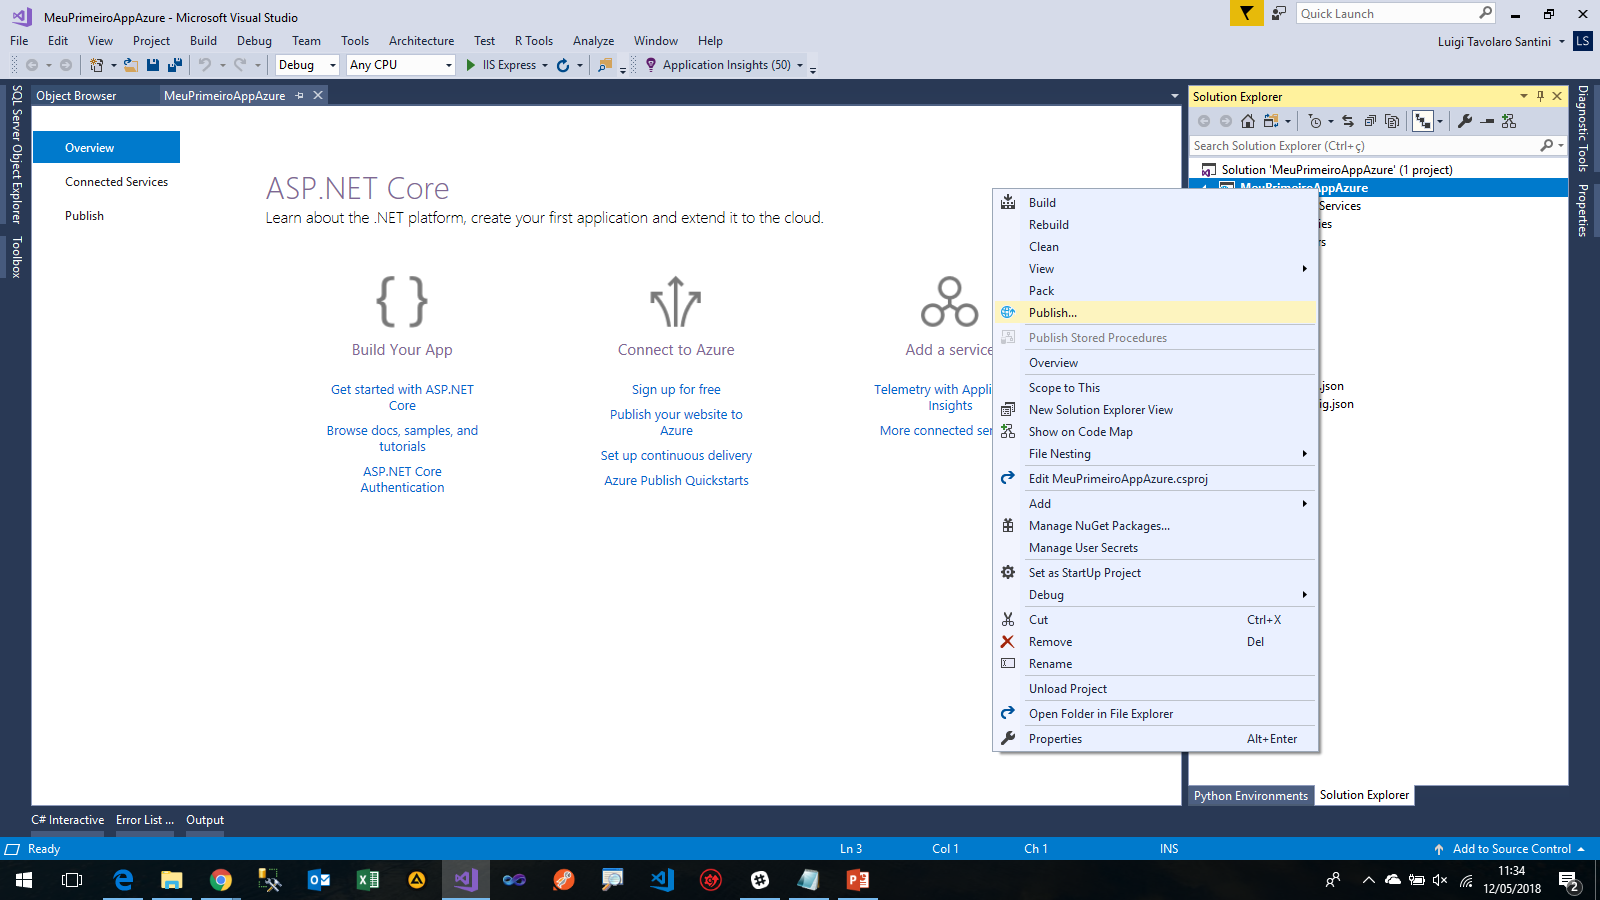 MeuPrimeiroAppAzure - Microsoft Visual Studio
Quick Launch
File Edit View Project Build Debug Team Tools Architecture Test R Tools Analyze Window Help
Luigi Tavolaro Santini LS
Debug Any CPU IIS Express Application Insights (50)
SQL Server Object Explorer
Toolbox
Object Browser MeuPrimeiroAppAzure
Overview
Connected Services
Publish
ASP.NET Core
Learn about the .NET platform, create your first application and extend it to the cloud.
Build Your App
Get started with ASP.NET
Core
Browse docs, samples, and
tutorials
ASP.NET Core
Authentication
Connect to Azure
Sign up for free
Publish your website to
Azure
Set up continuous delivery
Azure Publish Quickstarts
Add a service
Telemetry with Appli
Insights
More connected ser
Build
Rebuild
Clean
View
Pack
Publish...
Publish Stored Procedures
Overview
Scope to This
New Solution Explorer View
Show on Code Map
File Nesting
Edit MeuPrimeiroAppAzure.csproj
Add
Manage NuGet Packages...
Manage User Secrets
Set as StartUp Project
Debug
Cut Ctrl+X
Remove Del
Rename
Unload Project
Open Folder in File Explorer
Properties Alt+Enter
Solution Explorer
Search Solution Explorer (Ctrl+ç)
Solution 'MeuPrimeiroAppAzure' (1 project)
MeuPrimeiroAppAzure
Services
ies
rs
.json
ig.json
Python Environments Solution Explorer
Diagnostic Tools
Properties
C# Interactive Error List ... Output
Ready Ln 3 Col 1 Ch 1 INS Add to Source Control
11:34
12/05/2018
2